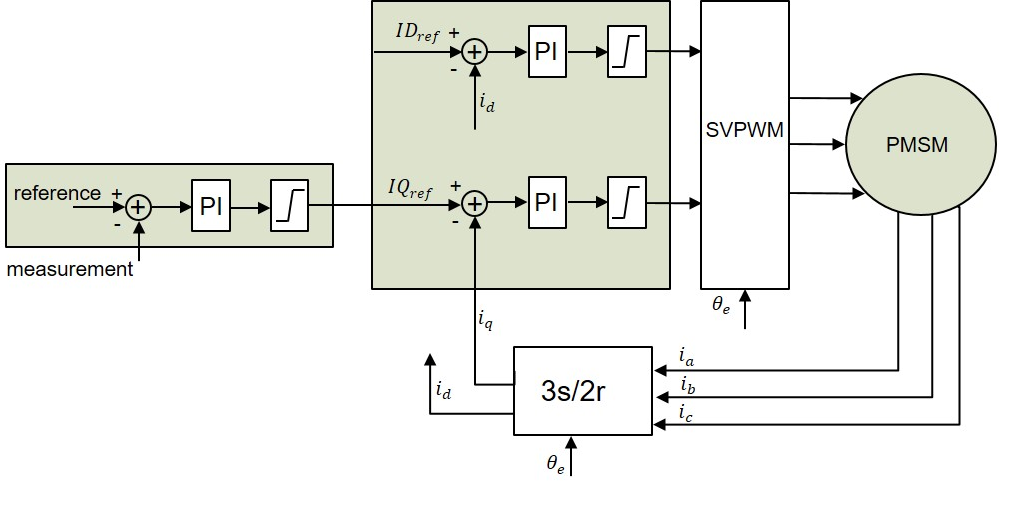 ID_ref +
+ PI
-
i_d
SVPWM
PMSM
IQ_ref +
+ PI
-
reference +
+ PI
-
measurement
θ_e
i_q
i_a
i_d
3s/2r
i_b
i_c
θ_e